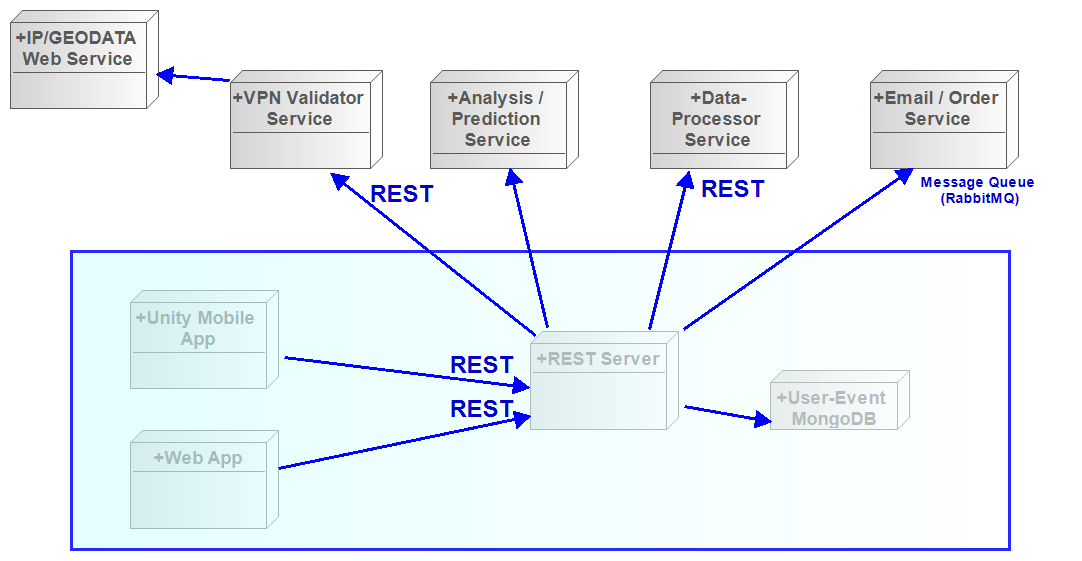 +IP/GEODATA
Web Service
+VPN Validator
Service
+Analysis /
Prediction
Service
+Data-
Processor
Service
+Email / Order
Service
REST
REST
Message Queue
(RabbitMQ)
+Unity Mobile
App
REST
+REST Server
REST
+User-Event
MongoDB
+Web App